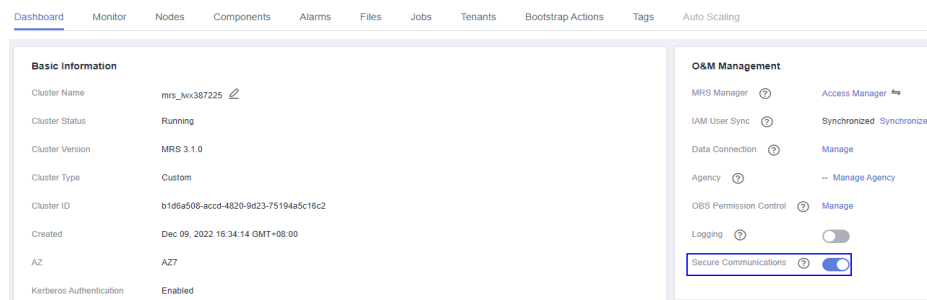 Dashboard Monitor Nodes Components Alarms Files Jobs Tenants Bootstrap Actions Tags Auto Scaling
Basic Information
Cluster Name mrs_lwx387225
Cluster Status Running
Cluster Version MRS 3.1.0
Cluster Type Custom
Cluster ID b1d6a508-accd-4820-9d23-75194a5c16c2
Created Dec 09, 2022 16:34:14 GMT+08:00
AZ AZ7
Kerberos Authentication Enabled
O&M Management
MRS Manager ? Access Manager
IAM User Sync ? Synchronized Synchronize
Data Connection ? Manage
Agency ? -- Manage Agency
OBS Permission Control ? Manage
Logging ?
Secure Communications ?